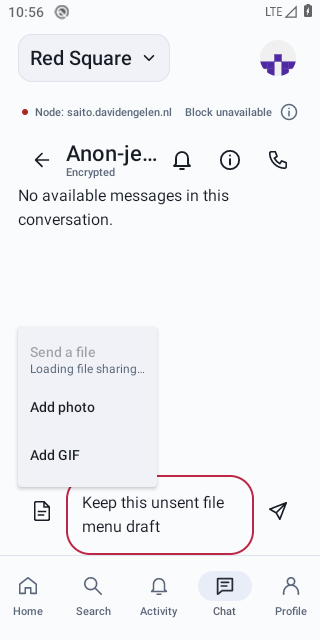 10:56
LTE
Red Square
Node: saito.davidengelen.nl Block unavailable
Anon-je...
Encrypted
No available messages in this
conversation.
Send a file
Loading file sharing...
Add photo
Add GIF
Keep this unsent file
menu draft
Home Search Activity Chat Profile